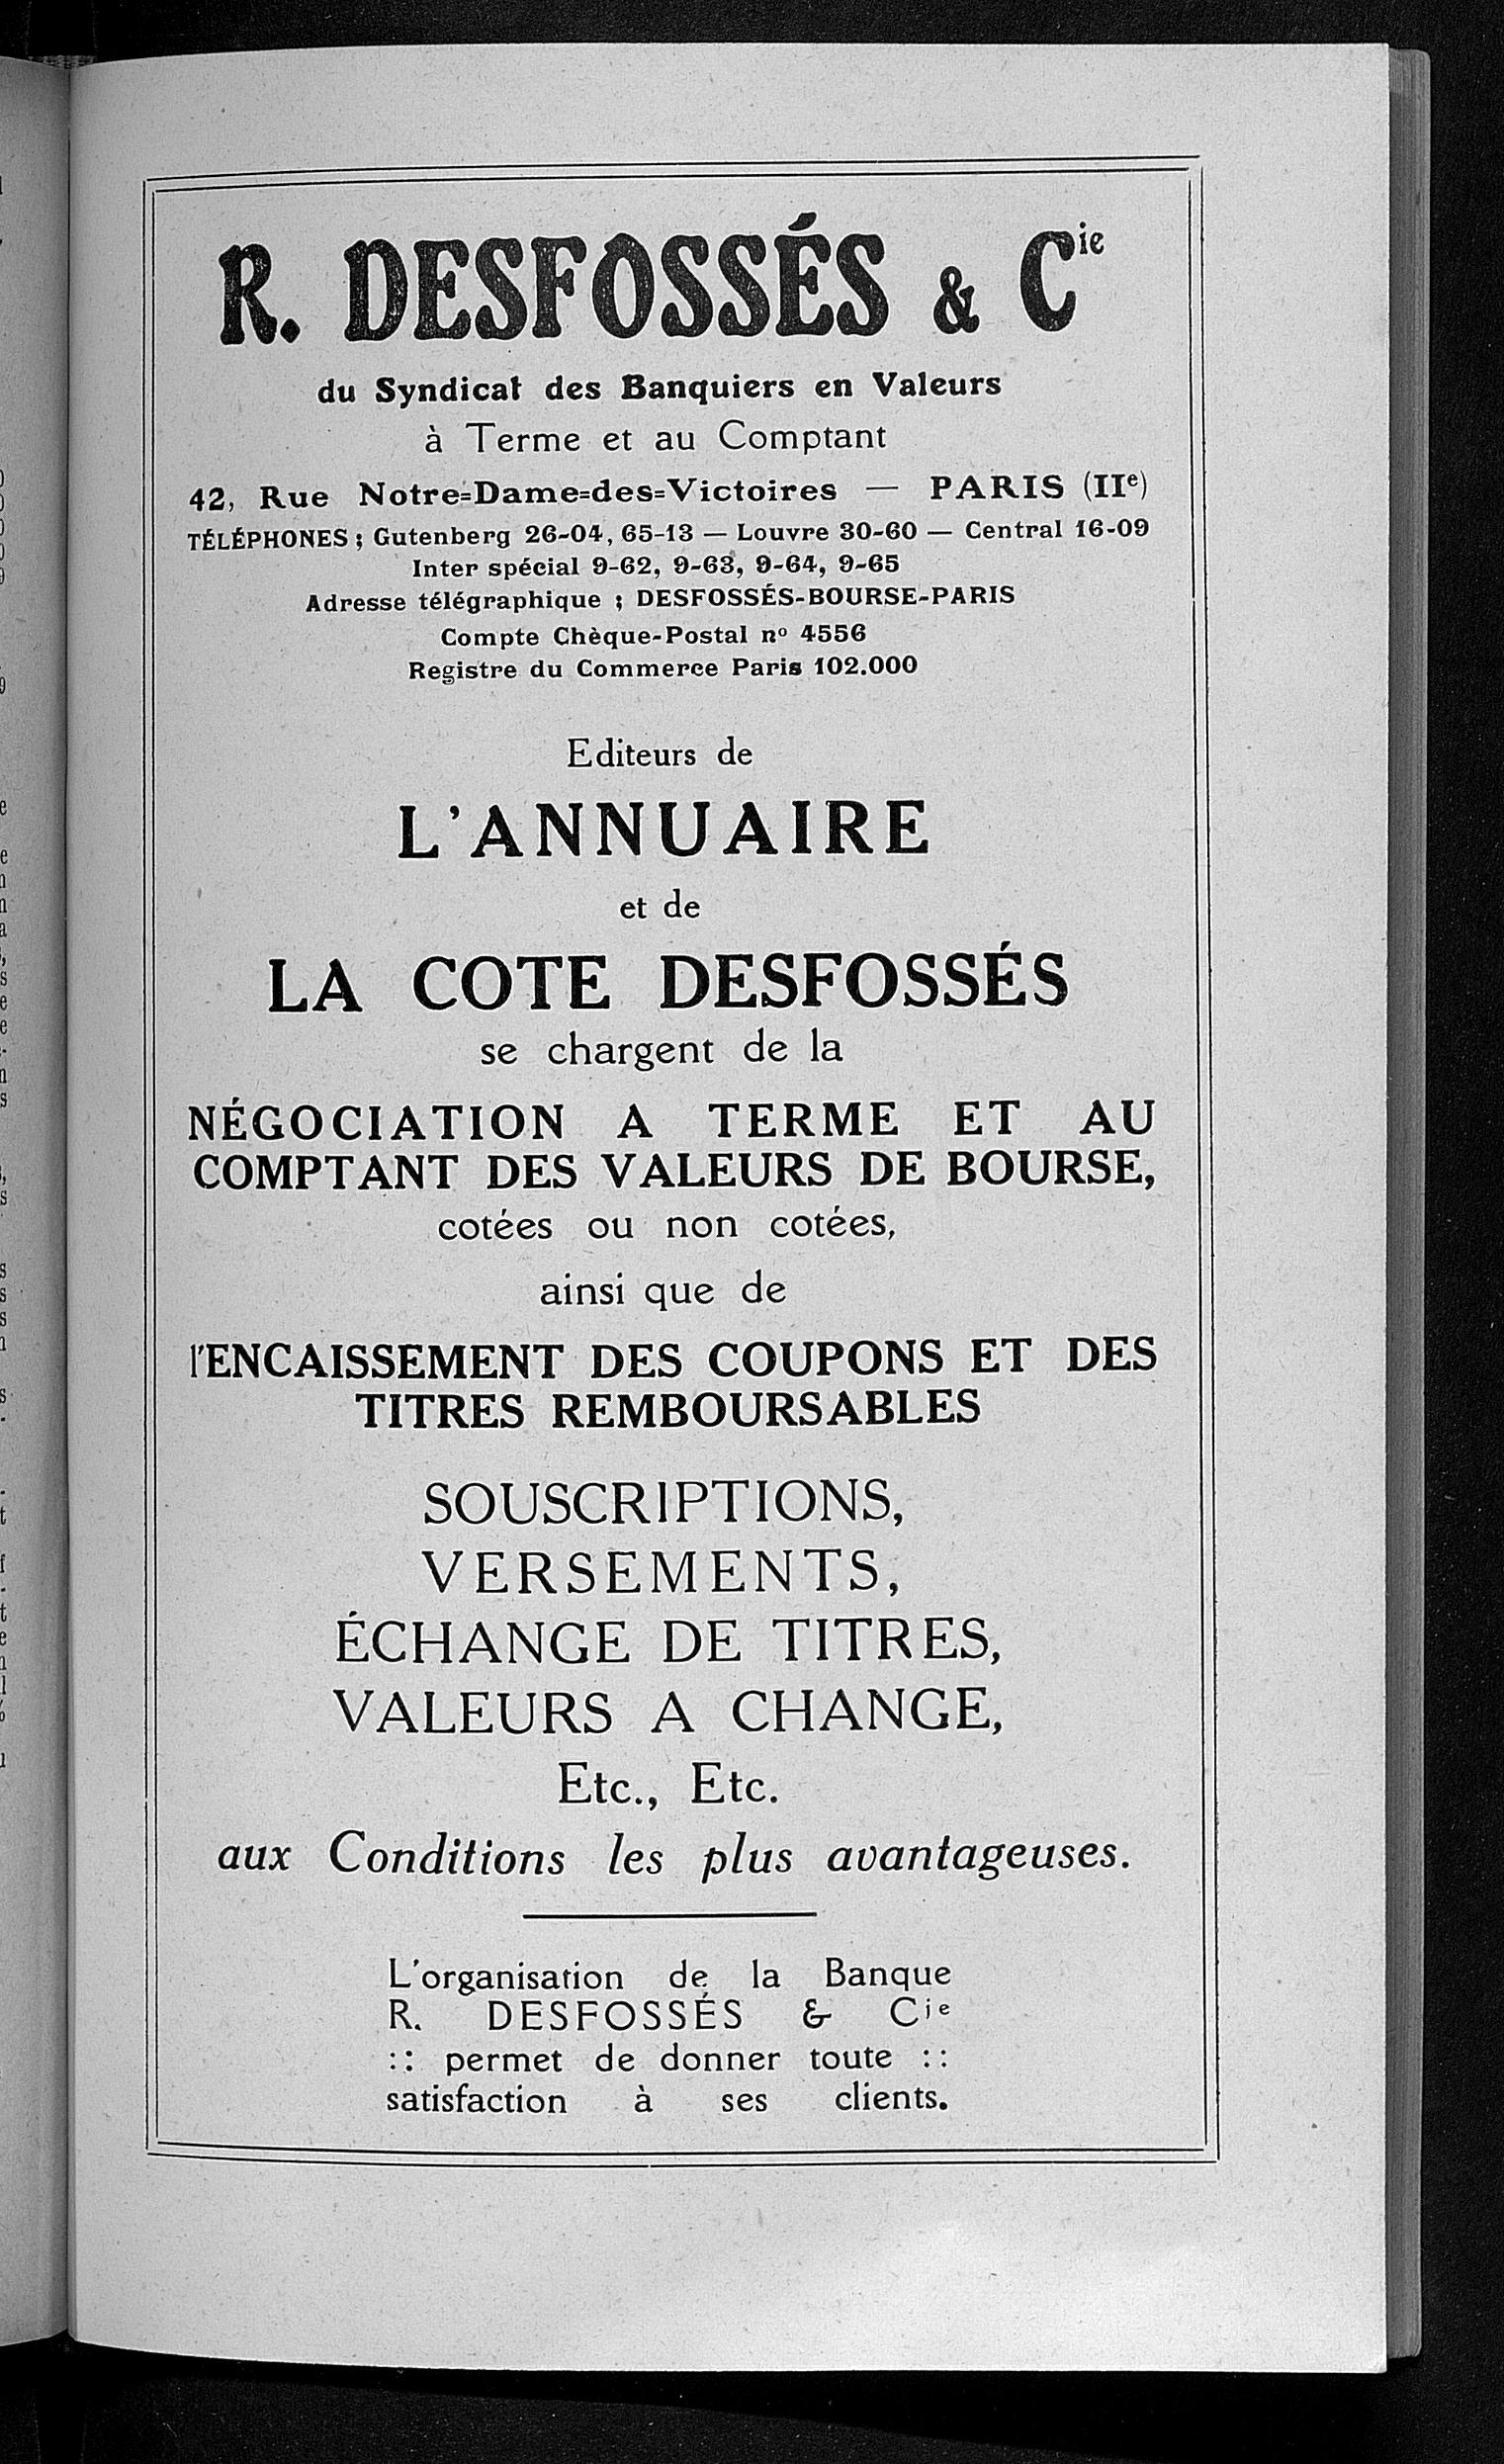 R. DESFOSSÉS & Cie
du Syndicat des Banquiers en Valeurs
à Terme et au Comptant
42, Rue Notre=Dame=des=Victoires — PARIS (IIe)
TÉLÉPHONES ; Gutenberg 26-04, 65-13 — Louvre 30-60 — Central 16-09
Inter spécial 9-62, 9-63, 9-64, 9-65
Adresse télégraphique ; DESFOSSÉS-BOURSE-PARIS
Compte Chèque-Postal no 4556
Registre du Commerce Paris 102.000
Editeurs de
L'ANNUAIRE
et de
LA COTE DESFOSSÉS
se chargent de la
NÉGOCIATION A TERME ET AU
COMPTANT DES VALEURS DE BOURSE,
cotées ou non cotées,
ainsi que de
l'ENCAISSEMENT DES COUPONS ET DES
TITRES REMBOURSABLES
SOUSCRIPTIONS,
VERSEMENTS,
ÉCHANGE DE TITRES,
VALEURS A CHANGE,
Etc., Etc.
aux Conditions les plus avantageuses.
L'organisation de la Banque
R. DESFOSSÉS & Cie
:: permet de donner toute ::
satisfaction à ses clients.